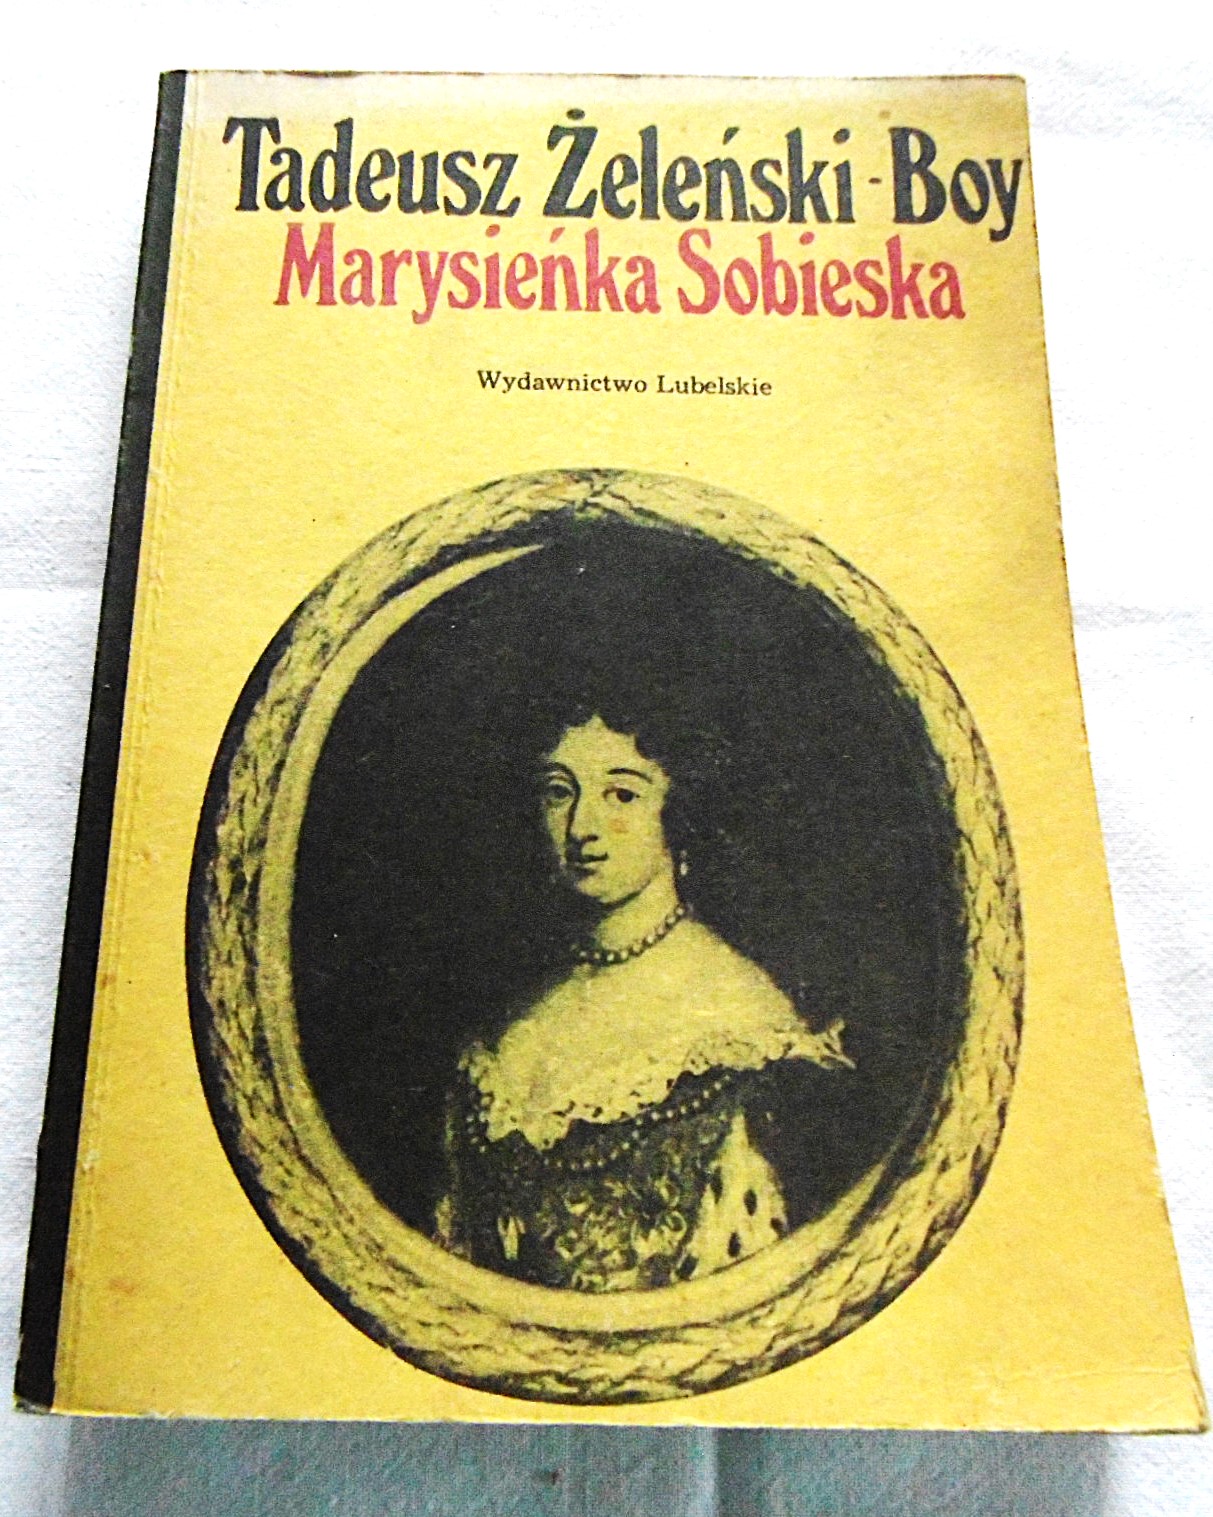 Tadeusz Żeleński-Boy
Marysieńka Sobieska
Wydawnictwo Lubelskie